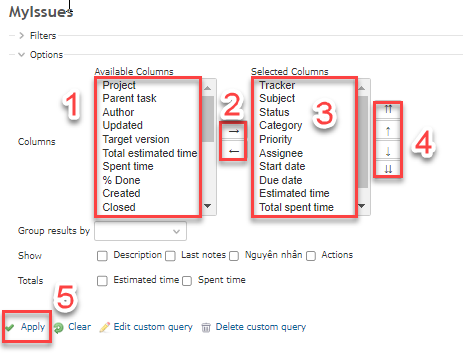 MyIssues
Filters
Options
Available Columns Selected Columns
Columns
1
Project
Parent task
Author
Updated
Target version
Total estimated time
Spent time
% Done
Created
Closed
2
→
←
3
Tracker
Subject
Status
Category
Priority
Assignee
Start date
Due date
Estimated time
Total spent time
4
⇈
↑
↓
⇊
Group results by
Show Description Last notes Nguyên nhân Actions
Totals Estimated time Spent time
5
Apply Clear Edit custom query Delete custom query